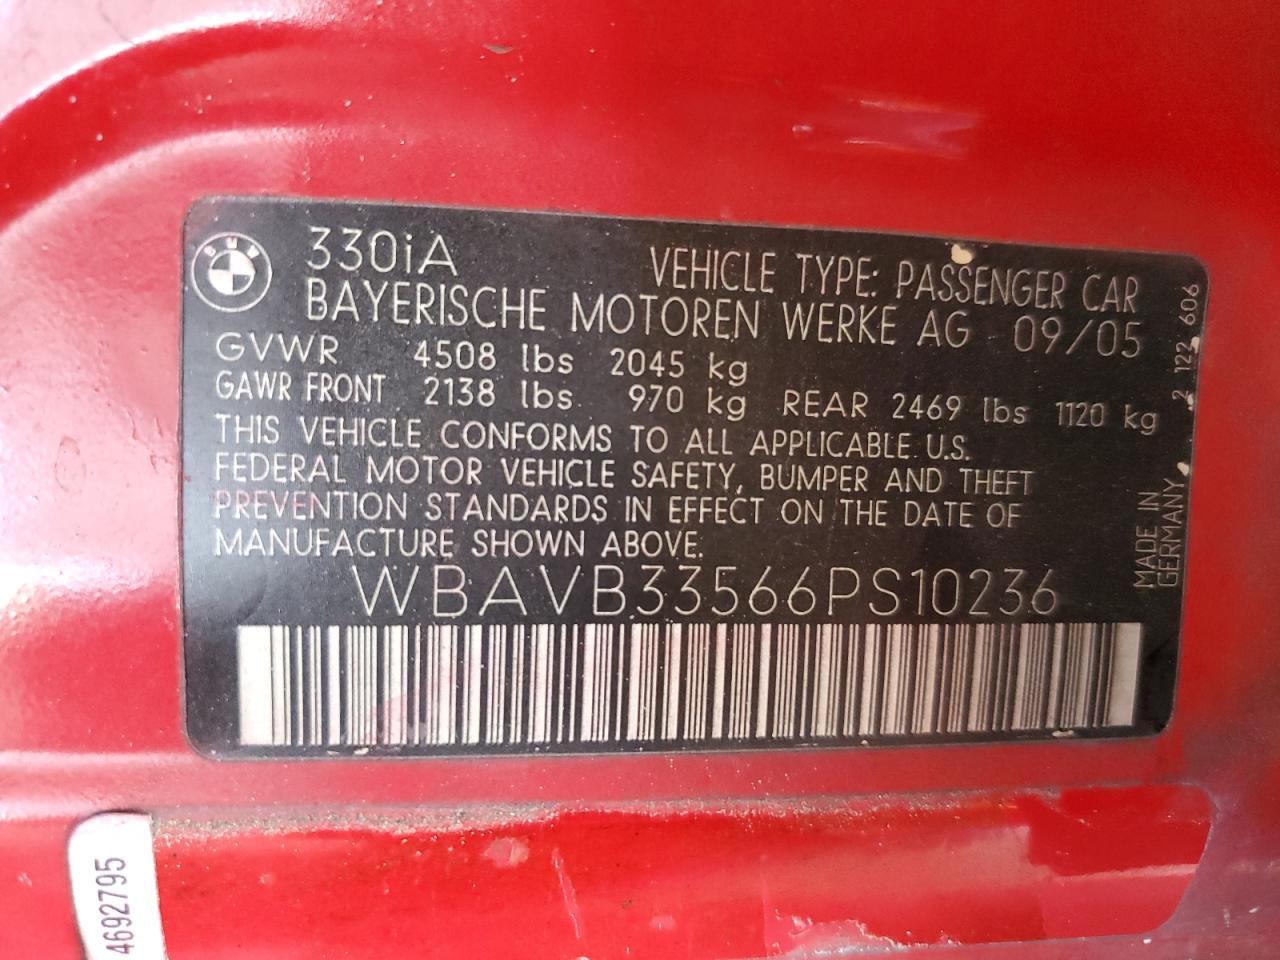 BMW
330iA
VEHICLE TYPE: PASSENGER CAR
BAYERISCHE MOTOREN WERKE AG 09/05
GVWR 4508 lbs 2045 kg
GAWR FRONT 2138 lbs 970 kg REAR 2469 lbs 1120 kg
THIS VEHICLE CONFORMS TO ALL APPLICABLE U.S.
FEDERAL MOTOR VEHICLE SAFETY, BUMPER AND THEFT
PREVENTION STANDARDS IN EFFECT ON THE DATE OF
MANUFACTURE SHOWN ABOVE.
WBAVB33566PS10236
2 122 606
MADE IN
GERMANY
4692795